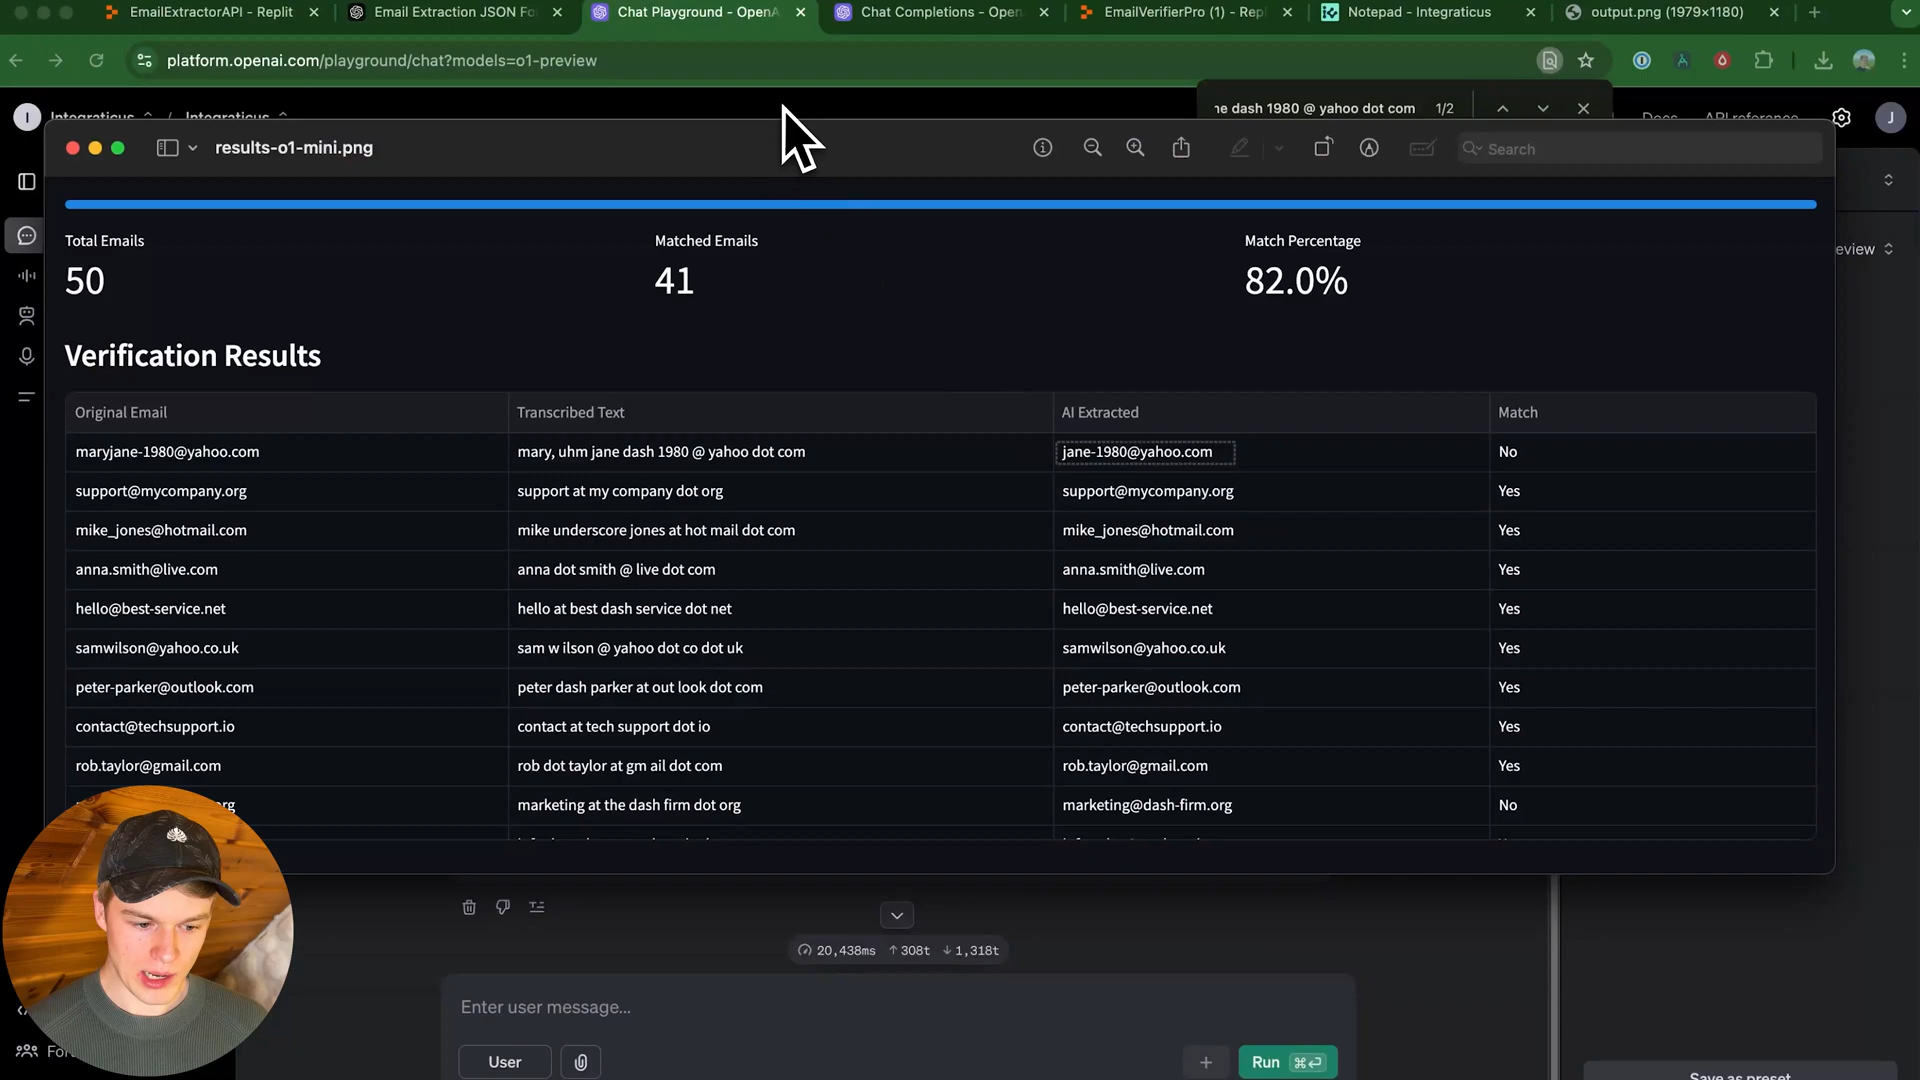 EmailExtractorAPI - Replit
Email Extraction JSON Fo
Chat Playground - OpenA
Chat Completions - Open
EmailVerifierPro (1) - Rep
Notepad - Integraticus
output.png (1979×1180)
platform.openai.com/playground/chat?models=o1-preview
ne dash 1980 @ yahoo dot com 1/2
I
Integraticus / Integraticus
Docs API reference
J
results-o1-mini.png
Search
Total Emails
Matched Emails
Match Percentage
50
41
82.0%
eview
Verification Results
Original Email Transcribed Text AI Extracted Match
maryjane-1980@yahoo.com mary, uhm jane dash 1980 @ yahoo dot com jane-1980@yahoo.com No
support@mycompany.org support at my company dot org support@mycompany.org Yes
mike_jones@hotmail.com mike underscore jones at hot mail dot com mike_jones@hotmail.com Yes
anna.smith@live.com anna dot smith @ live dot com anna.smith@live.com Yes
hello@best-service.net hello at best dash service dot net hello@best-service.net Yes
samwilson@yahoo.co.uk sam w ilson @ yahoo dot co dot uk samwilson@yahoo.co.uk Yes
peter-parker@outlook.com peter dash parker at out look dot com peter-parker@outlook.com Yes
contact@techsupport.io contact at tech support dot io contact@techsupport.io Yes
rob.taylor@gmail.com rob dot taylor at gm ail dot com rob.taylor@gmail.com Yes
rg marketing at the dash firm dot org marketing@dash-firm.org No
20,438ms ↑308t ↓1,318t
Enter user message...
User
Run ⌘↵
Save as preset